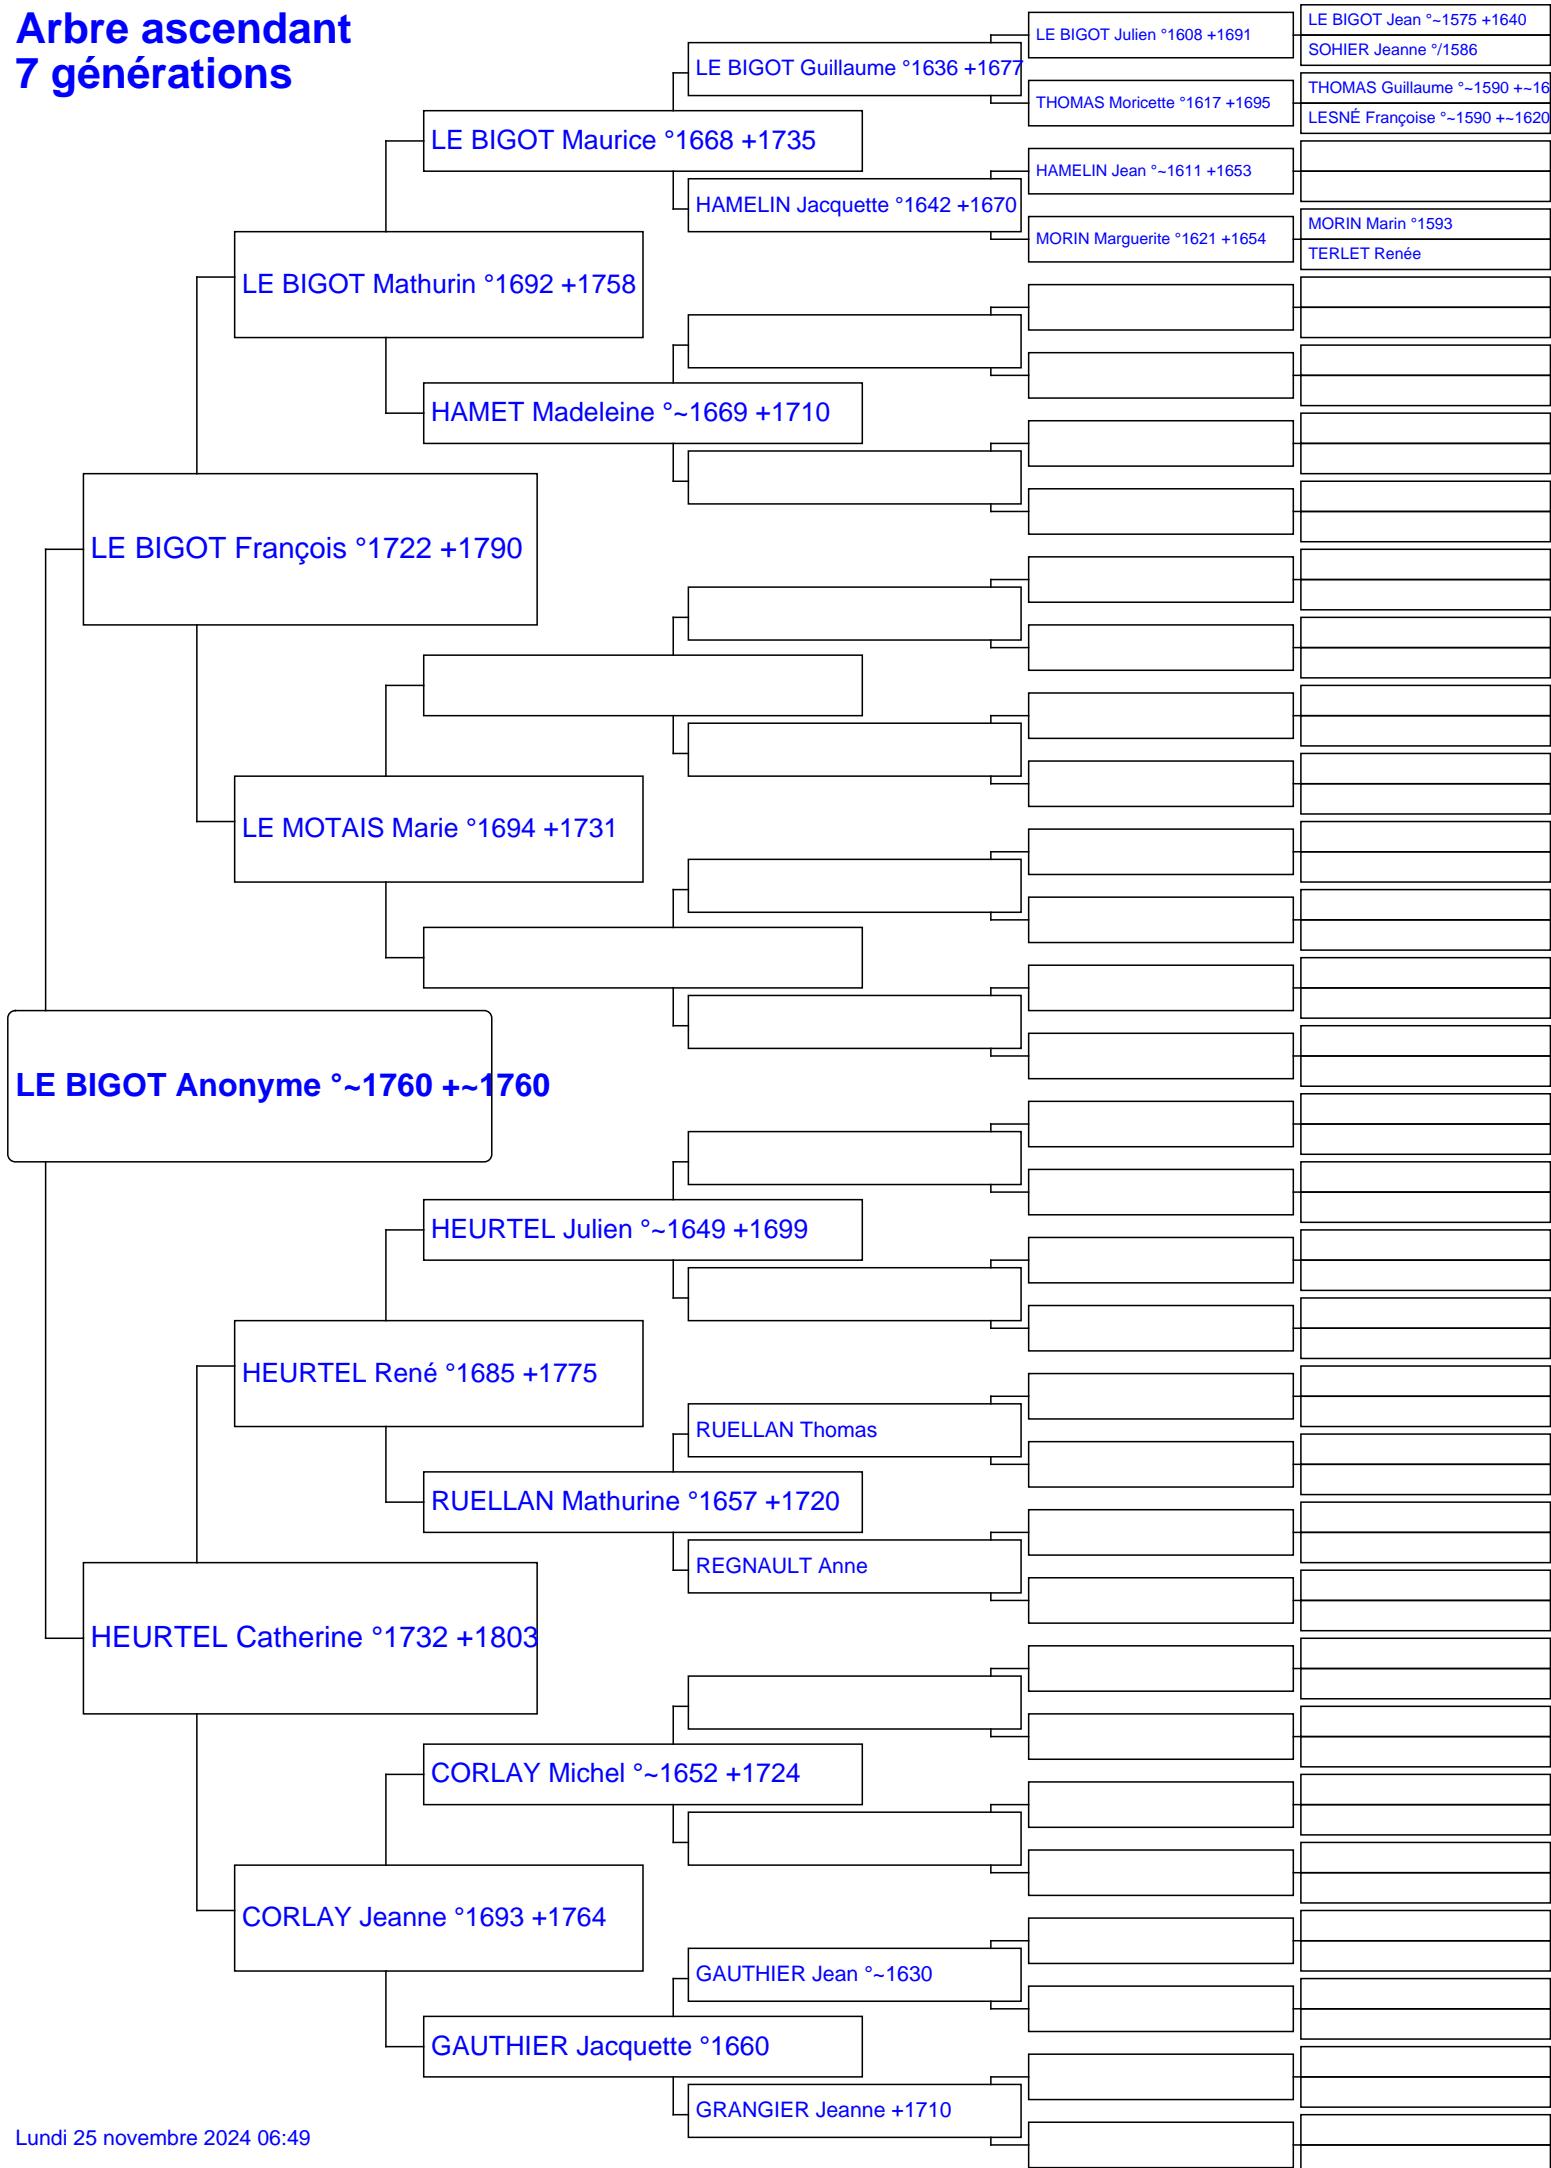 Arbre ascendant
7 générations
LE BIGOT Jean °~1575 +1640
LE BIGOT Julien °1608 +1691
SOHIER Jeanne °/1586
LE BIGOT Guillaume °1636 +1677
THOMAS Guillaume °~1590 +~16
THOMAS Moricette °1617 +1695
LESNÉ Françoise °~1590 +~1620
LE BIGOT Maurice °1668 +1735
HAMELIN Jean °~1611 +1653
HAMELIN Jacquette °1642 +1670
MORIN Marin °1593
MORIN Marguerite °1621 +1654
TERLET Renée
LE BIGOT Mathurin °1692 +1758
HAMET Madeleine °~1669 +1710
LE BIGOT François °1722 +1790
LE MOTAIS Marie °1694 +1731
LE BIGOT Anonyme °~1760 +~1760
HEURTEL Julien °~1649 +1699
HEURTEL René °1685 +1775
RUELLAN Thomas
RUELLAN Mathurine °1657 +1720
REGNAULT Anne
HEURTEL Catherine °1732 +1803
CORLAY Michel °~1652 +1724
CORLAY Jeanne °1693 +1764
GAUTHIER Jean °~1630
GAUTHIER Jacquette °1660
GRANGIER Jeanne +1710
Lundi 25 novembre 2024 06:49